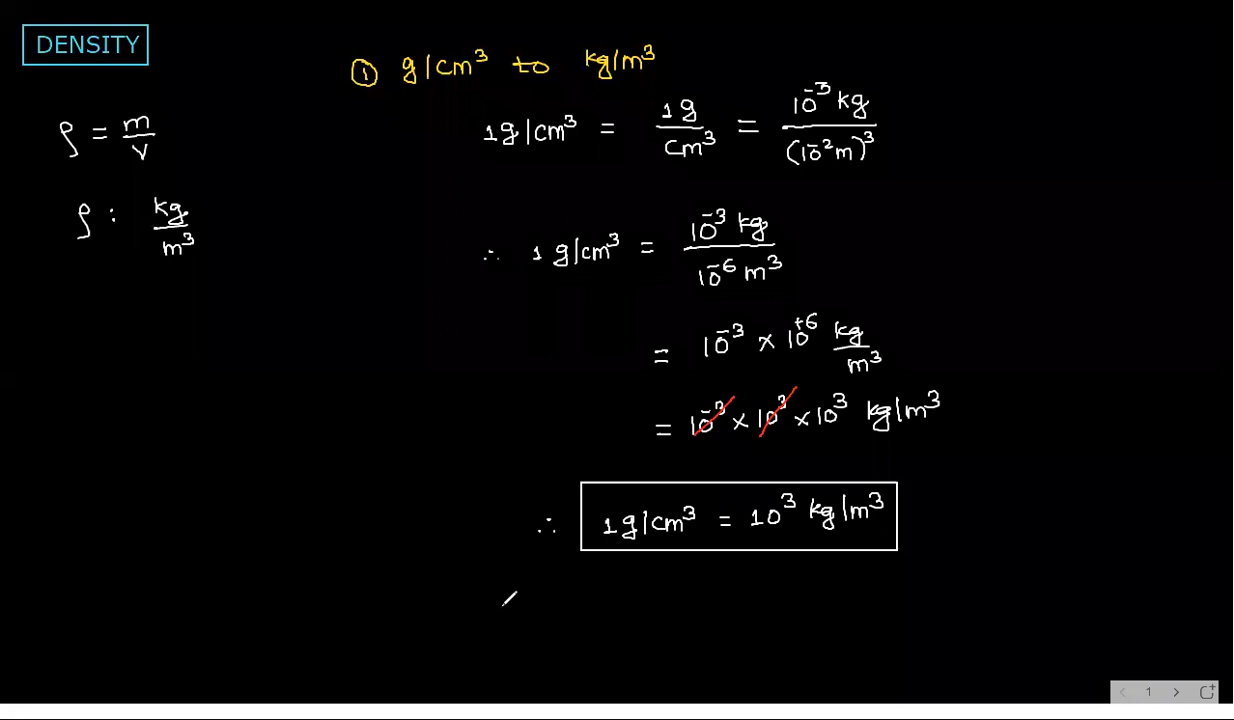 DENSITY
① g/cm³ to kg/m³
ρ = m/v
1g/cm³ = 1g/cm³ = 10⁻³ kg/(10⁻² m)³
ρ : kg/m³
∴ 1 g/cm³ = 10⁻³ kg/10⁻⁶ m³
= 10⁻³ × 10⁺⁶ kg/m³
= 10⁻³ × 10³ × 10³ kg/m³
∴ 1g/cm³ = 10³ kg/m³
1